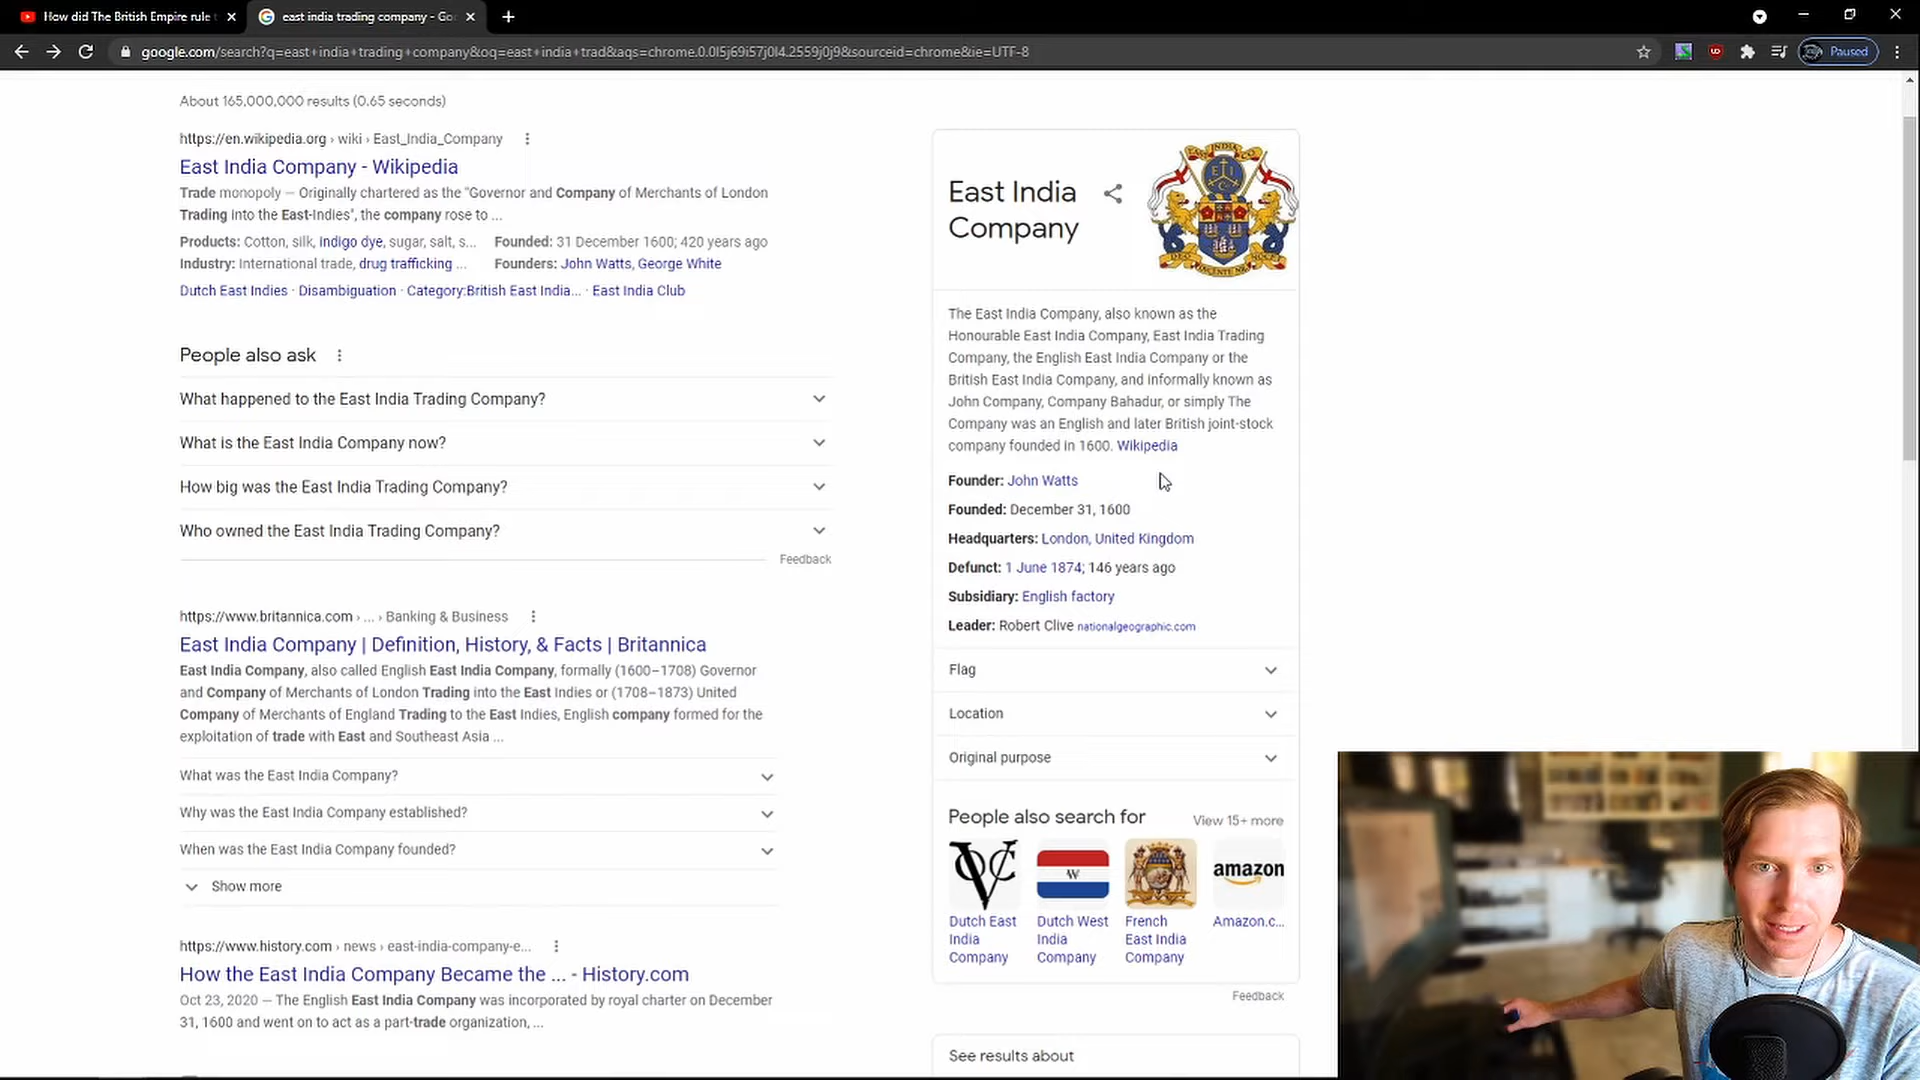 How did The British Empire rule t
east india trading company - Go
google.com/search?q=east+india+trading+company&oq=east+india+trad&aqs=chrome.0.0l5j69i57j0l4.2559j0j9&sourceid=chrome&ie=UTF-8
Paused
About 165,000,000 results (0.65 seconds)
https://en.wikipedia.org › wiki › East_India_Company
East India Company - Wikipedia
Trade monopoly — Originally chartered as the "Governor and Company of Merchants of London
Trading into the East-Indies", the company rose to ...
Products: Cotton, silk, indigo dye, sugar, salt, s... Founded: 31 December 1600; 420 years ago
Industry: International trade, drug trafficking ... Founders: John Watts, George White
Dutch East Indies · Disambiguation · Category:British East India... · East India Club
People also ask
What happened to the East India Trading Company?
What is the East India Company now?
How big was the East India Trading Company?
Who owned the East India Trading Company?
Feedback
https://www.britannica.com › ... › Banking & Business
East India Company | Definition, History, & Facts | Britannica
East India Company, also called English East India Company, formally (1600–1708) Governor
and Company of Merchants of London Trading into the East Indies or (1708–1873) United
Company of Merchants of England Trading to the East Indies, English company formed for the
exploitation of trade with East and Southeast Asia ...
What was the East India Company?
Why was the East India Company established?
When was the East India Company founded?
Show more
https://www.history.com › news › east-india-company-e...
How the East India Company Became the ... - History.com
Oct 23, 2020 — The English East India Company was incorporated by royal charter on December
31, 1600 and went on to act as a part-trade organization, ...
East India
Company
The East India Company, also known as the
Honourable East India Company, East India Trading
Company, the English East India Company or the
British East India Company, and informally known as
John Company, Company Bahadur, or simply The
Company was an English and later British joint-stock
company founded in 1600. Wikipedia
Founder: John Watts
Founded: December 31, 1600
Headquarters: London, United Kingdom
Defunct: 1 June 1874; 146 years ago
Subsidiary: English factory
Leader: Robert Clive nationalgeographic.com
Flag
Location
Original purpose
People also search for
View 15+ more
amazon
Dutch East
India
Company
Dutch West
India
Company
French
East India
Company
Amazon.c...
Feedback
See results about